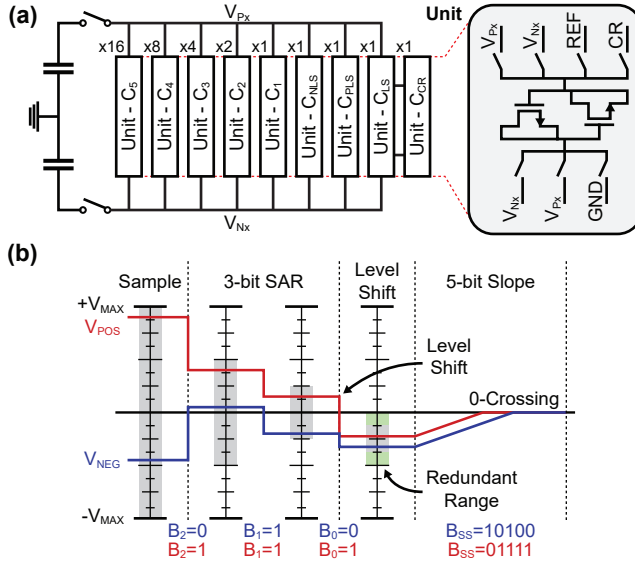 (a)
V_Px
Unit
x16 x8 x4 x2 x1 x1 x1 x1 x1
Unit - C_5
Unit - C_4
Unit - C_3
Unit - C_2
Unit - C_1
Unit - C_NLS
Unit - C_PLS
Unit - C_LS
Unit - C_CR
V_Nx
V_Px
V_Nx
REF
CR
V_Nx
V_Px
GND
(b)
Sample
3-bit SAR
Level
Shift
5-bit Slope
+V_MAX
V_POS
Level
Shift
0-Crossing
V_NEG
Redundant
Range
-V_MAX
B_2=0 B_1=1 B_0=0 B_SS=10100
B_2=1 B_1=1 B_0=1 B_SS=01111